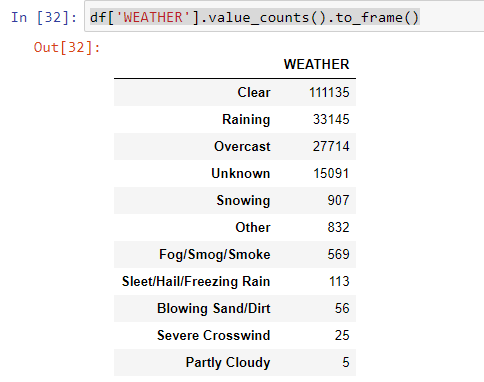 In [32]: df['WEATHER'].value_counts().to_frame()
Out[32]:
WEATHER
Clear 111135
Raining 33145
Overcast 27714
Unknown 15091
Snowing 907
Other 832
Fog/Smog/Smoke 569
Sleet/Hail/Freezing Rain 113
Blowing Sand/Dirt 56
Severe Crosswind 25
Partly Cloudy 5